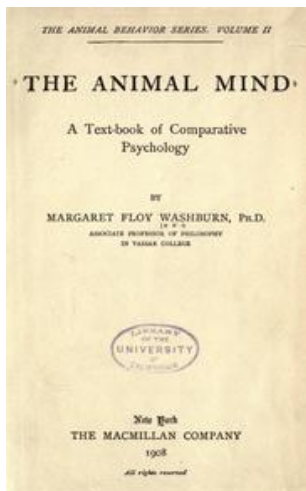 THE ANIMAL BEHAVIOR SERIES. VOLUME II
THE ANIMAL MIND
A Text-book of Comparative
Psychology
BY
MARGARET FLOY WASHBURN, PH.D.
ASSOCIATE PROFESSOR OF PHILOSOPHY
IN VASSAR COLLEGE
LIBRARY
OF THE
UNIVERSITY
OF
New York
THE MACMILLAN COMPANY
1908
All rights reserved